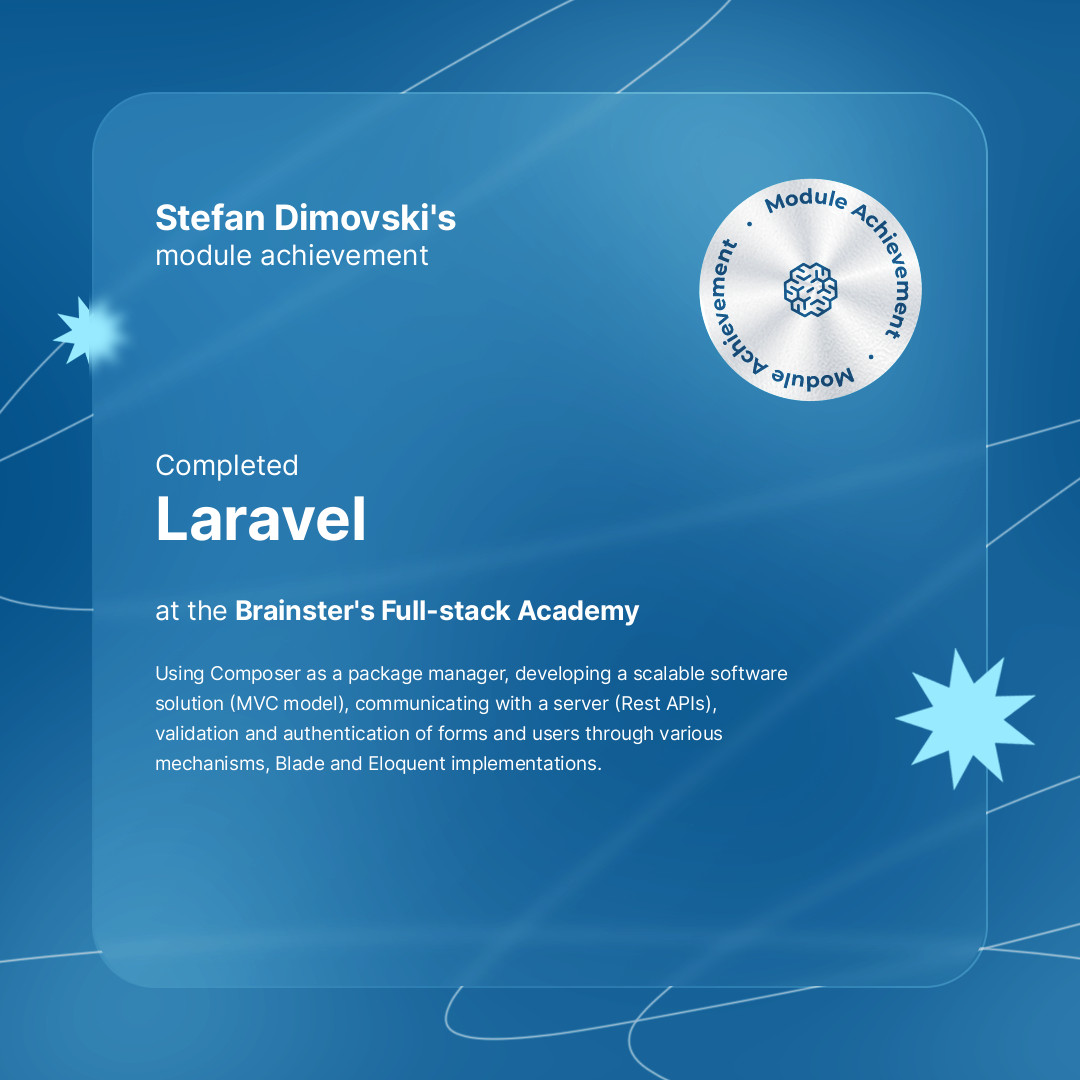 Stefan Dimovski's
module achievement
Module Achievement • Module Achievement •
Completed
Laravel
at the Brainster's Full-stack Academy
Using Composer as a package manager, developing a scalable software
solution (MVC model), communicating with a server (Rest APIs),
validation and authentication of forms and users through various
mechanisms, Blade and Eloquent implementations.